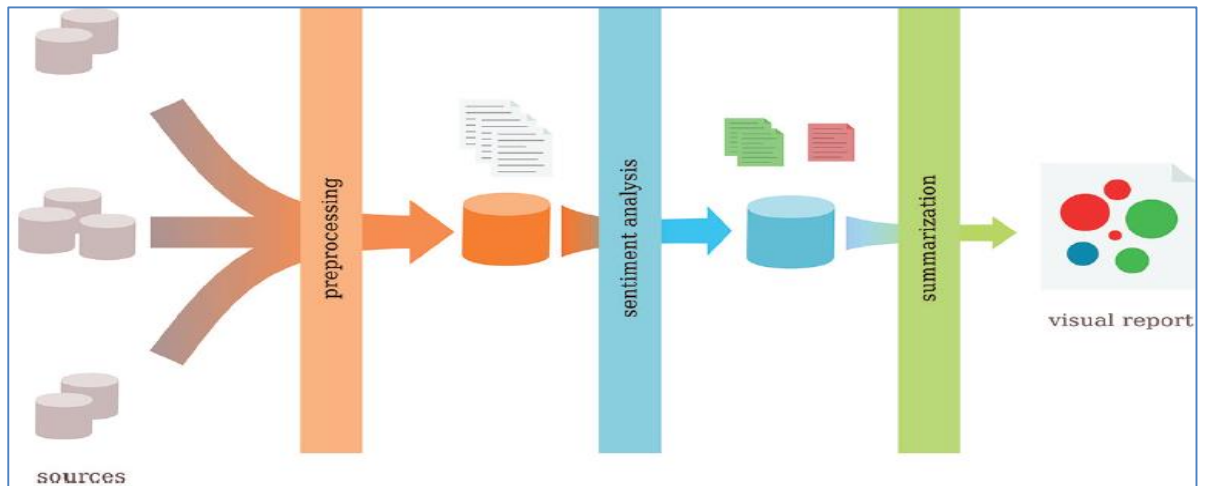 sources
preprocessing
sentiment analysis
summarization
visual report